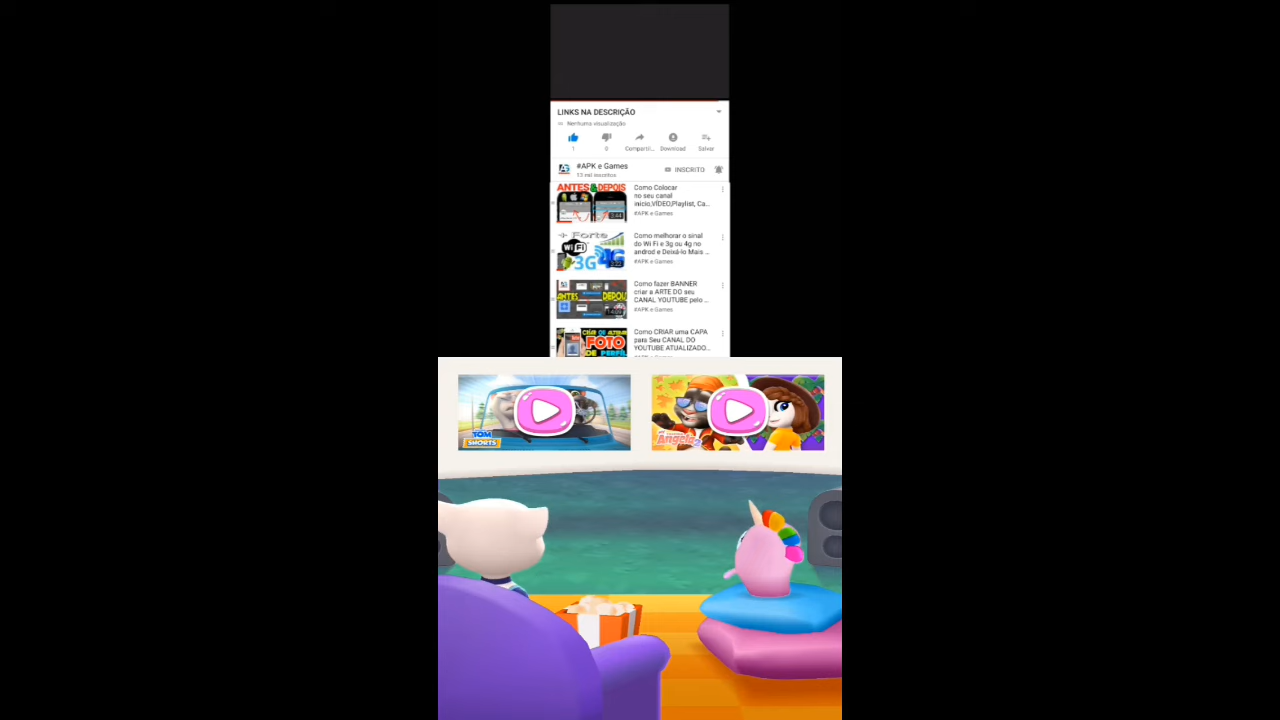 LINKS NA DESCRIÇÃO
Nenhuma visualização
1
0
Comparti...
Download
Salvar
#APK e Games
13 mil inscritos
INSCRITO
ANTES & DEPOIS
3:44
Como Colocar
no seu canal
inicio,VÍDEO,Playlist, Ca...
#APK e Games
+ Forte
WiFi
3G
4G
Como melhorar o sinal
do Wi Fi e 3g ou 4g no
androd e Deixá-lo Mais ...
#APK e Games
ANTES
DEPOIS
Como fazer BANNER
criar a ARTE DO seu
CANAL YOUTUBE pelo ...
#APK e Games
FOTO
DE PERFIL
Como CRIAR uma CAPA
para Seu CANAL DO
YOUTUBE ATUALIZADO...
TOM
SHORTS
Angela 2